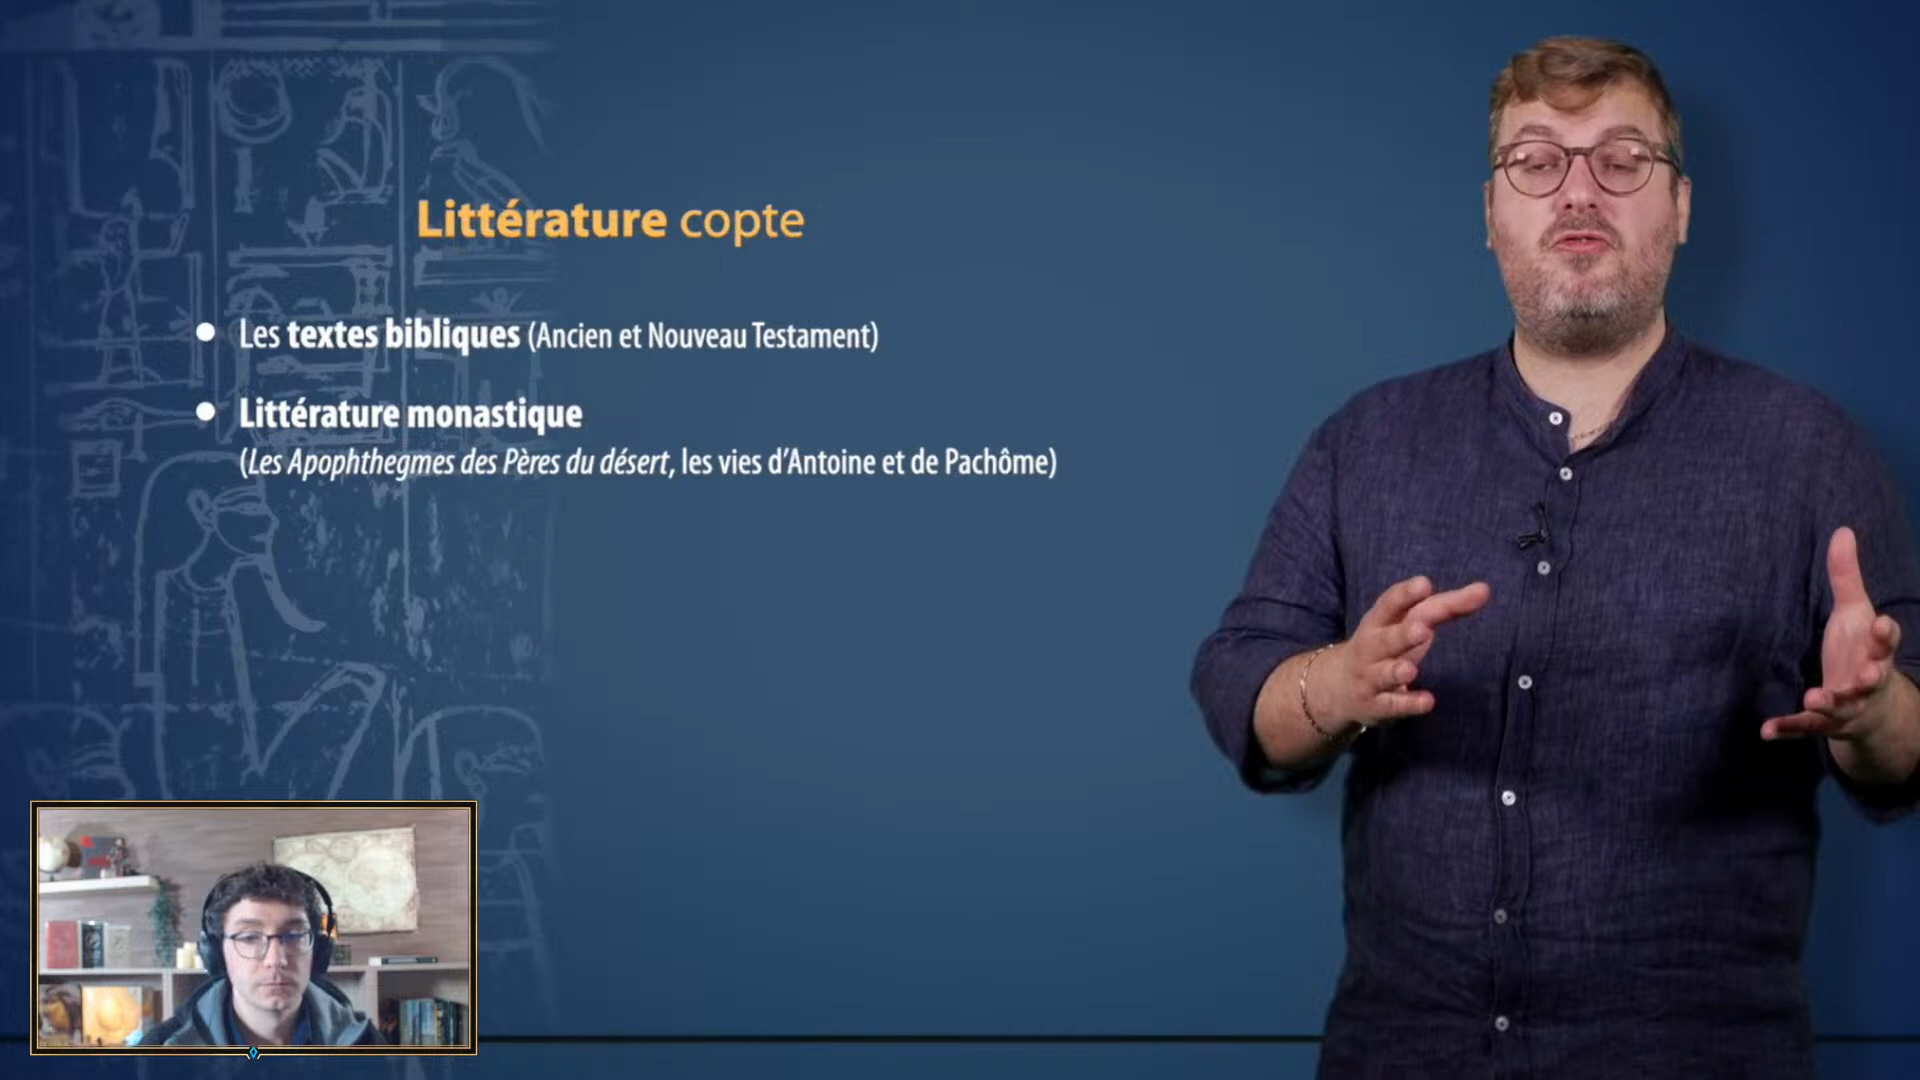 Littérature copte
Les textes bibliques (Ancien et Nouveau Testament)
Littérature monastique
(Les Apophthegmes des Pères du désert, les vies d'Antoine et de Pachôme)